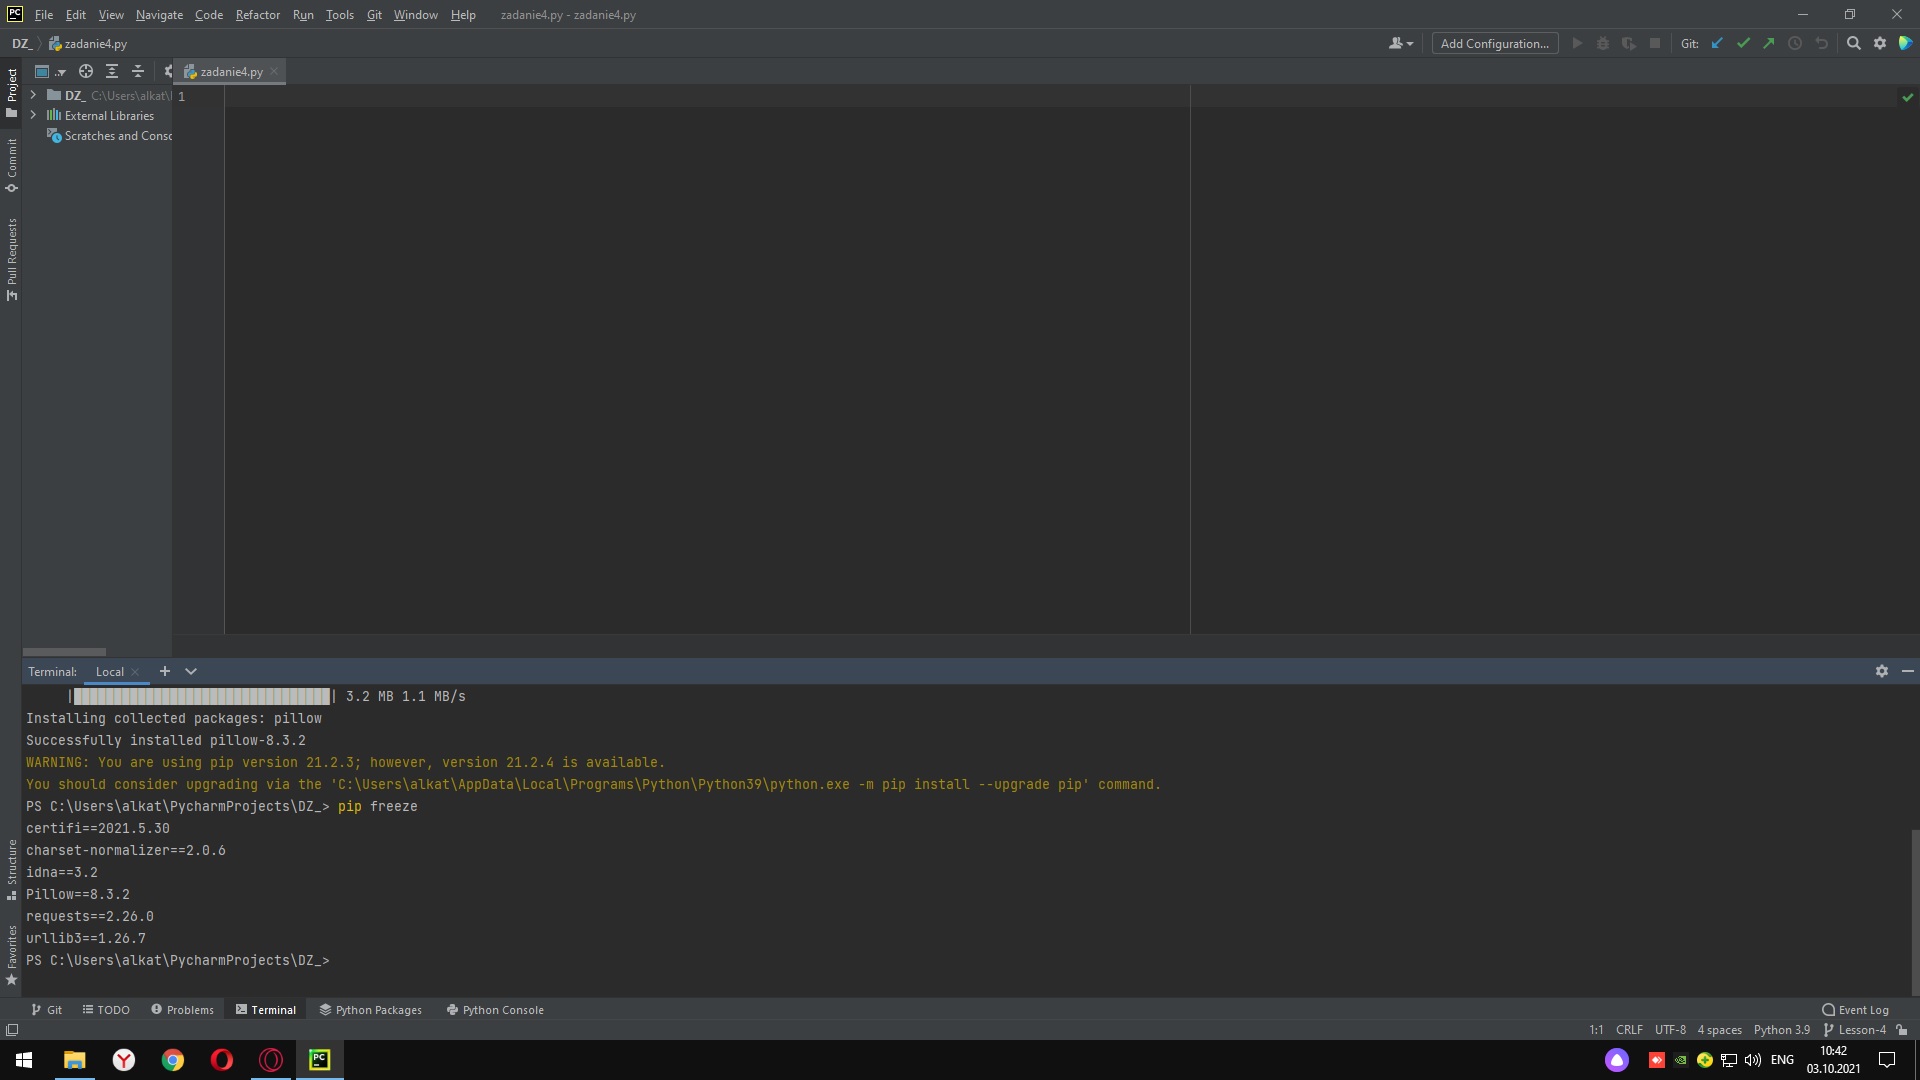 PC File Edit View Navigate Code Refactor Run Tools Git Window Help zadanie4.py - zadanie4.py
DZ_ zadanie4.py Add Configuration... Git:
zadanie4.py
Project
DZ_ C:\Users\alkat\
1
External Libraries
Scratches and Consc
Commit
Pull Requests
Terminal: Local
3.2 MB 1.1 MB/s
Installing collected packages: pillow
Successfully installed pillow-8.3.2
WARNING: You are using pip version 21.2.3; however, version 21.2.4 is available.
You should consider upgrading via the 'C:\Users\alkat\AppData\Local\Programs\Python\Python39\python.exe -m pip install --upgrade pip' command.
PS C:\Users\alkat\PycharmProjects\DZ_> pip freeze
certifi==2021.5.30
charset-normalizer==2.0.6
idna==3.2
Pillow==8.3.2
requests==2.26.0
urllib3==1.26.7
PS C:\Users\alkat\PycharmProjects\DZ_>
Structure
Favorites
Git TODO Problems Terminal Python Packages Python Console Event Log
1:1 CRLF UTF-8 4 spaces Python 3.9 Lesson-4
PC ENG 10:42
03.10.2021